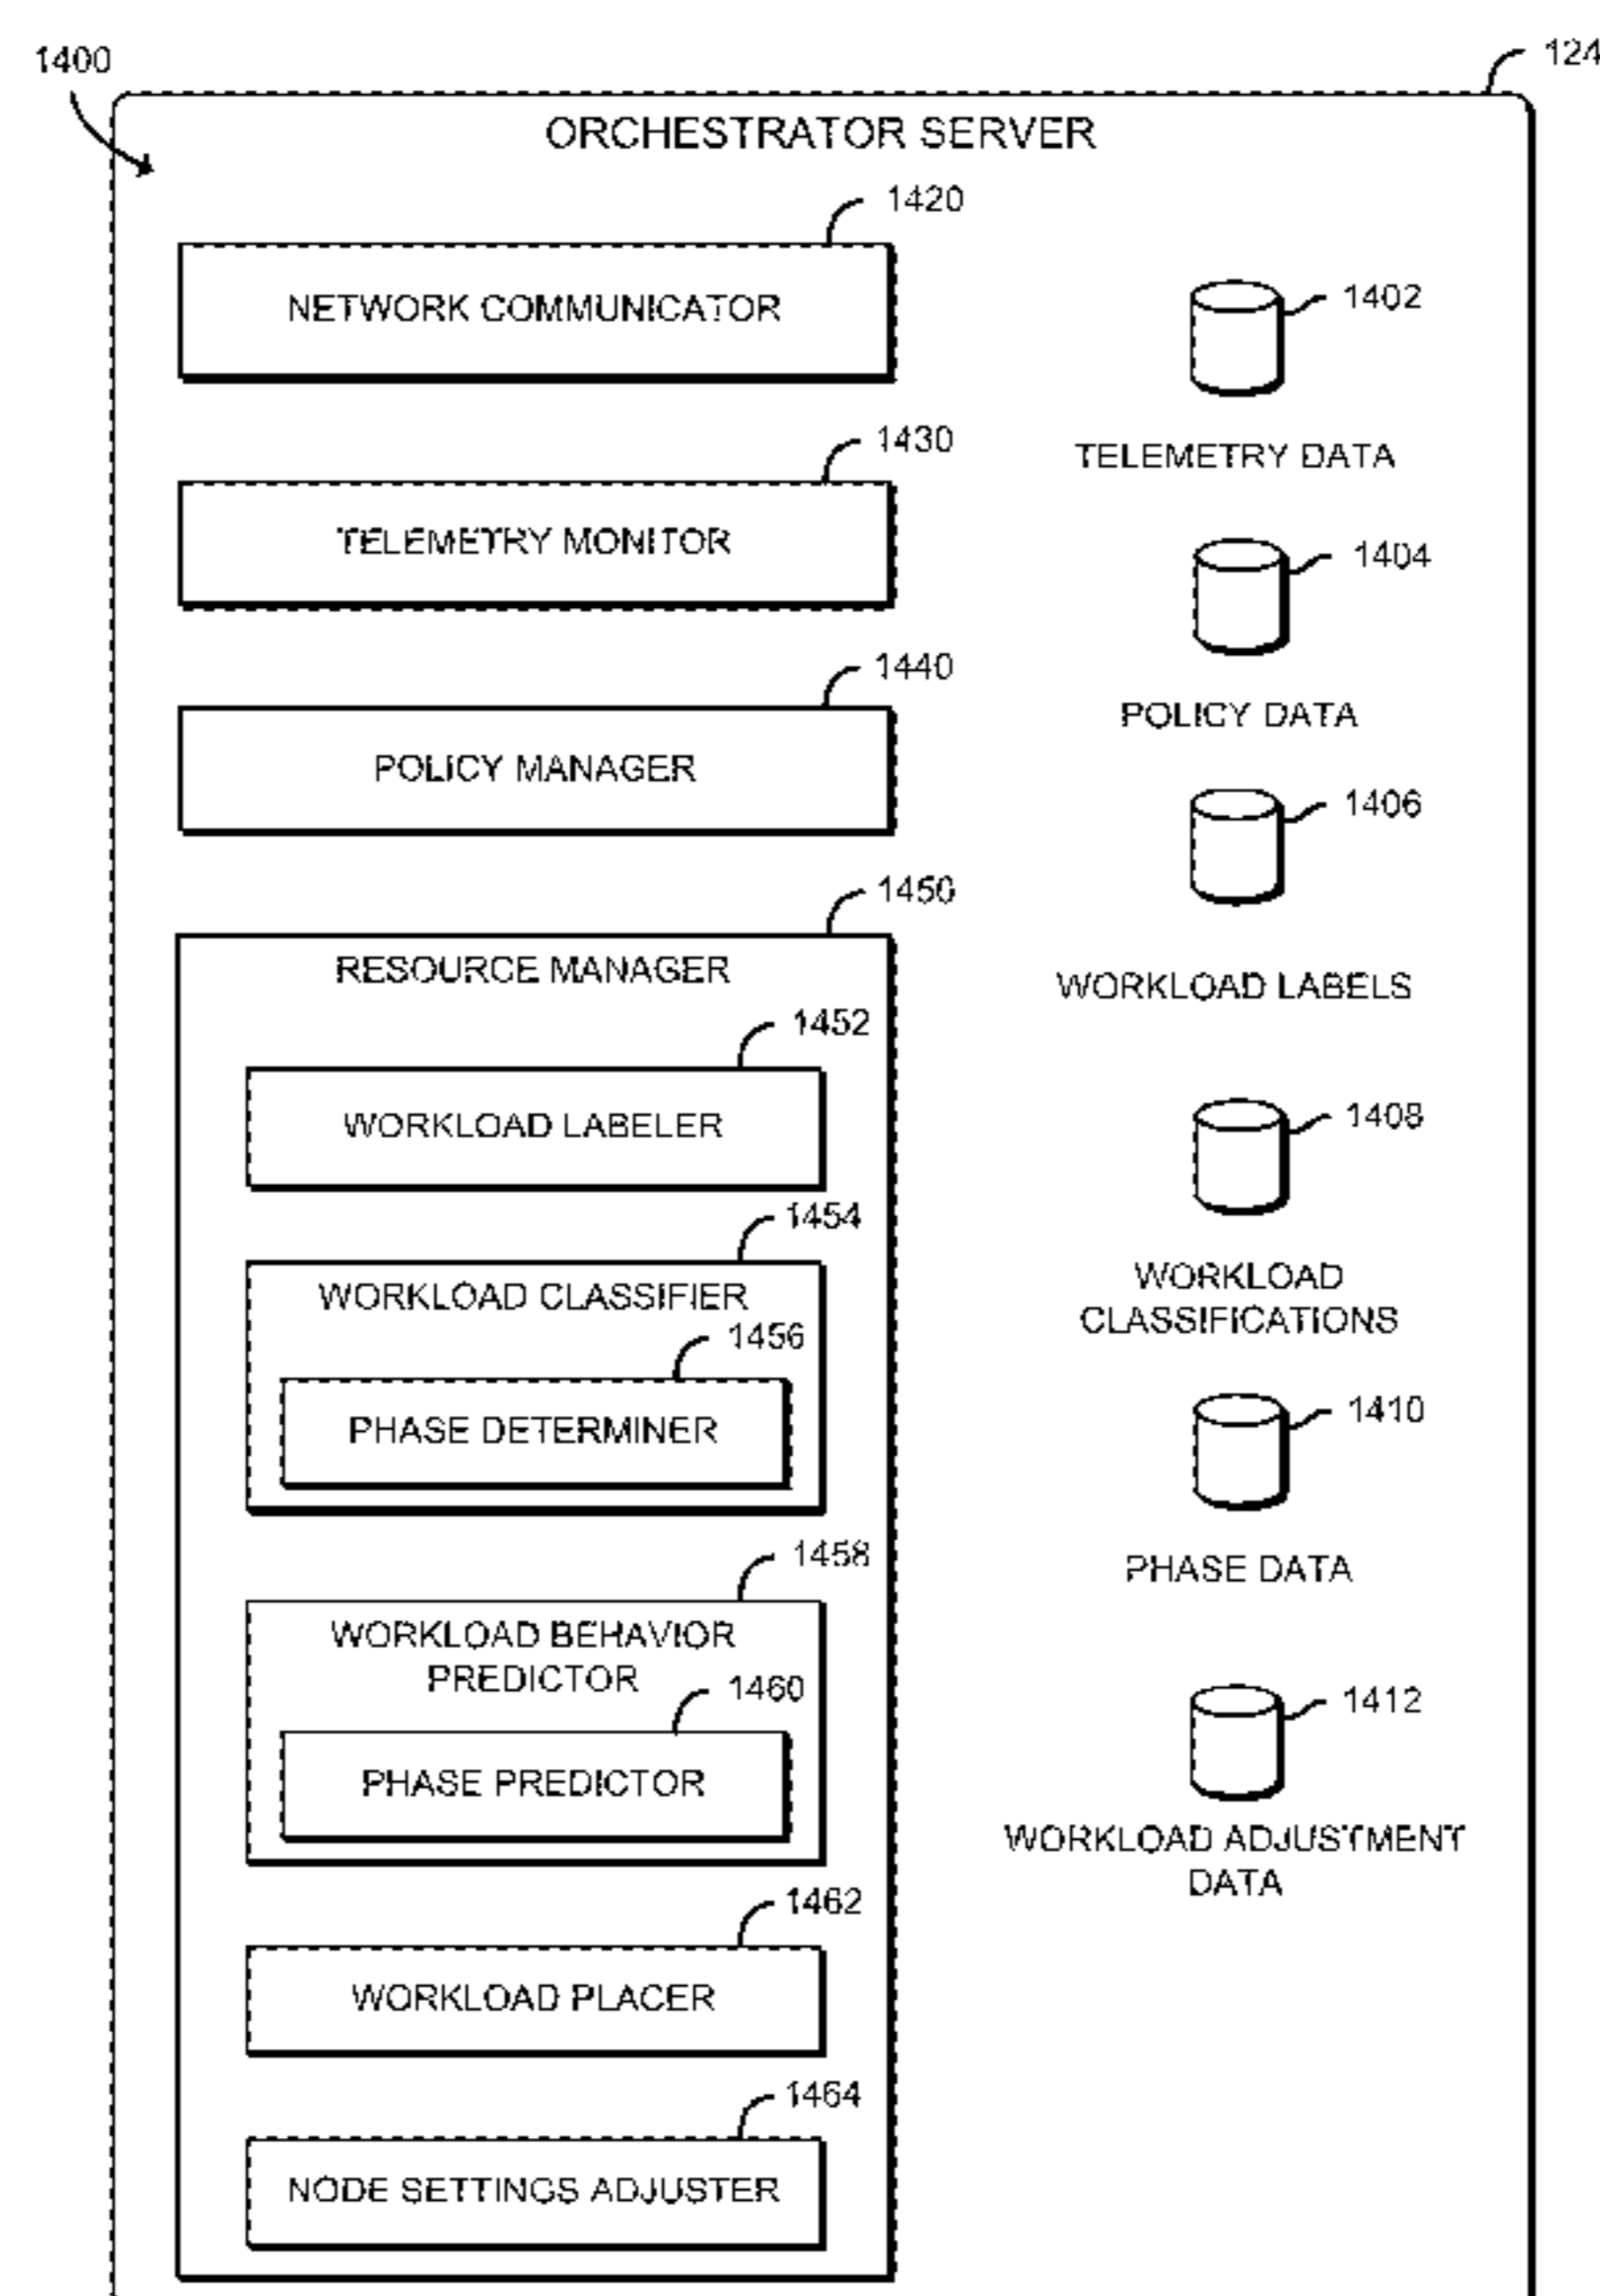 1400
124
ORCHESTRATOR SERVER
1420
NETWORK COMMUNICATOR
1430
TELEMETRY MONITOR
1440
POLICY MANAGER
1450
RESOURCE MANAGER
1452
WORKLOAD LABELER
1454
WORKLOAD CLASSIFIER
1456
PHASE DETERMINER
1458
WORKLOAD BEHAVIOR
PREDICTOR
1460
PHASE PREDICTOR
1462
WORKLOAD PLACER
1464
NODE SETTINGS ADJUSTER
1402
TELEMETRY DATA
1404
POLICY DATA
1406
WORKLOAD LABELS
1408
WORKLOAD
CLASSIFICATIONS
1410
PHASE DATA
1412
WORKLOAD ADJUSTMENT
DATA